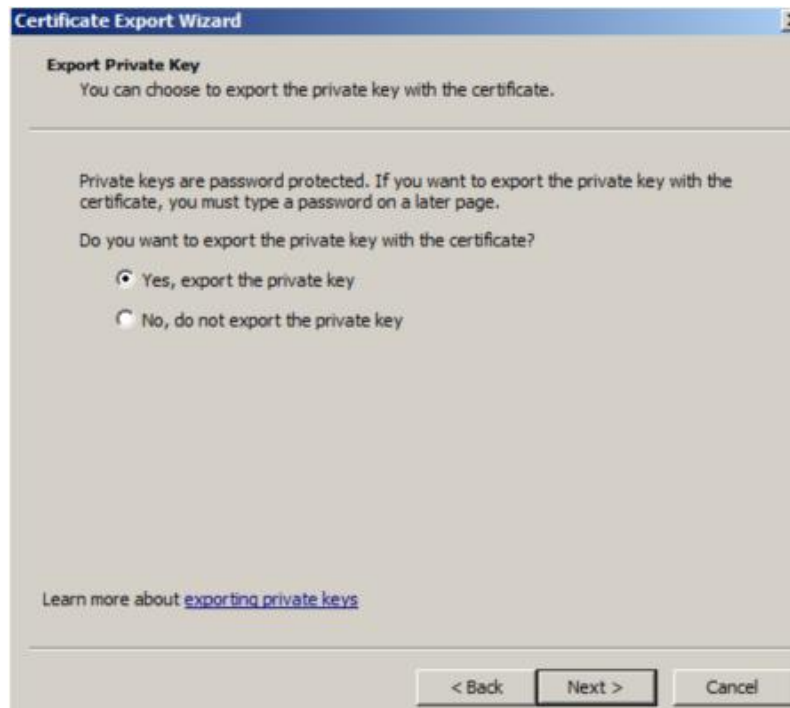 Certificate Export Wizard
Export Private Key
You can choose to export the private key with the certificate.
Private keys are password protected. If you want to export the private key with the
certificate, you must type a password on a later page.
Do you want to export the private key with the certificate?
Yes, export the private key
No, do not export the private key
Learn more about exporting private keys
< Back Next > Cancel